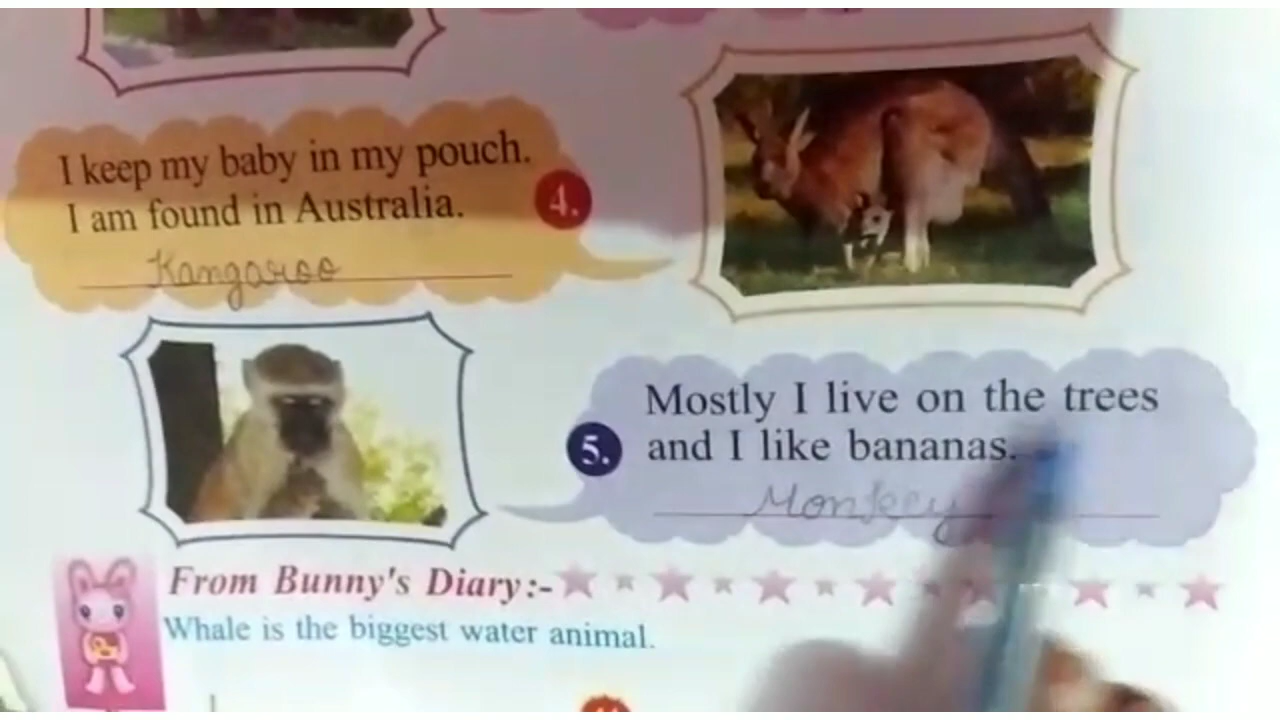 I keep my baby in my pouch.
I am found in Australia.
4.
Kangaroo
Mostly I live on the trees
5.
and I like bananas.
Monkey
From Bunny's Diary:-
Whale is the biggest water animal.